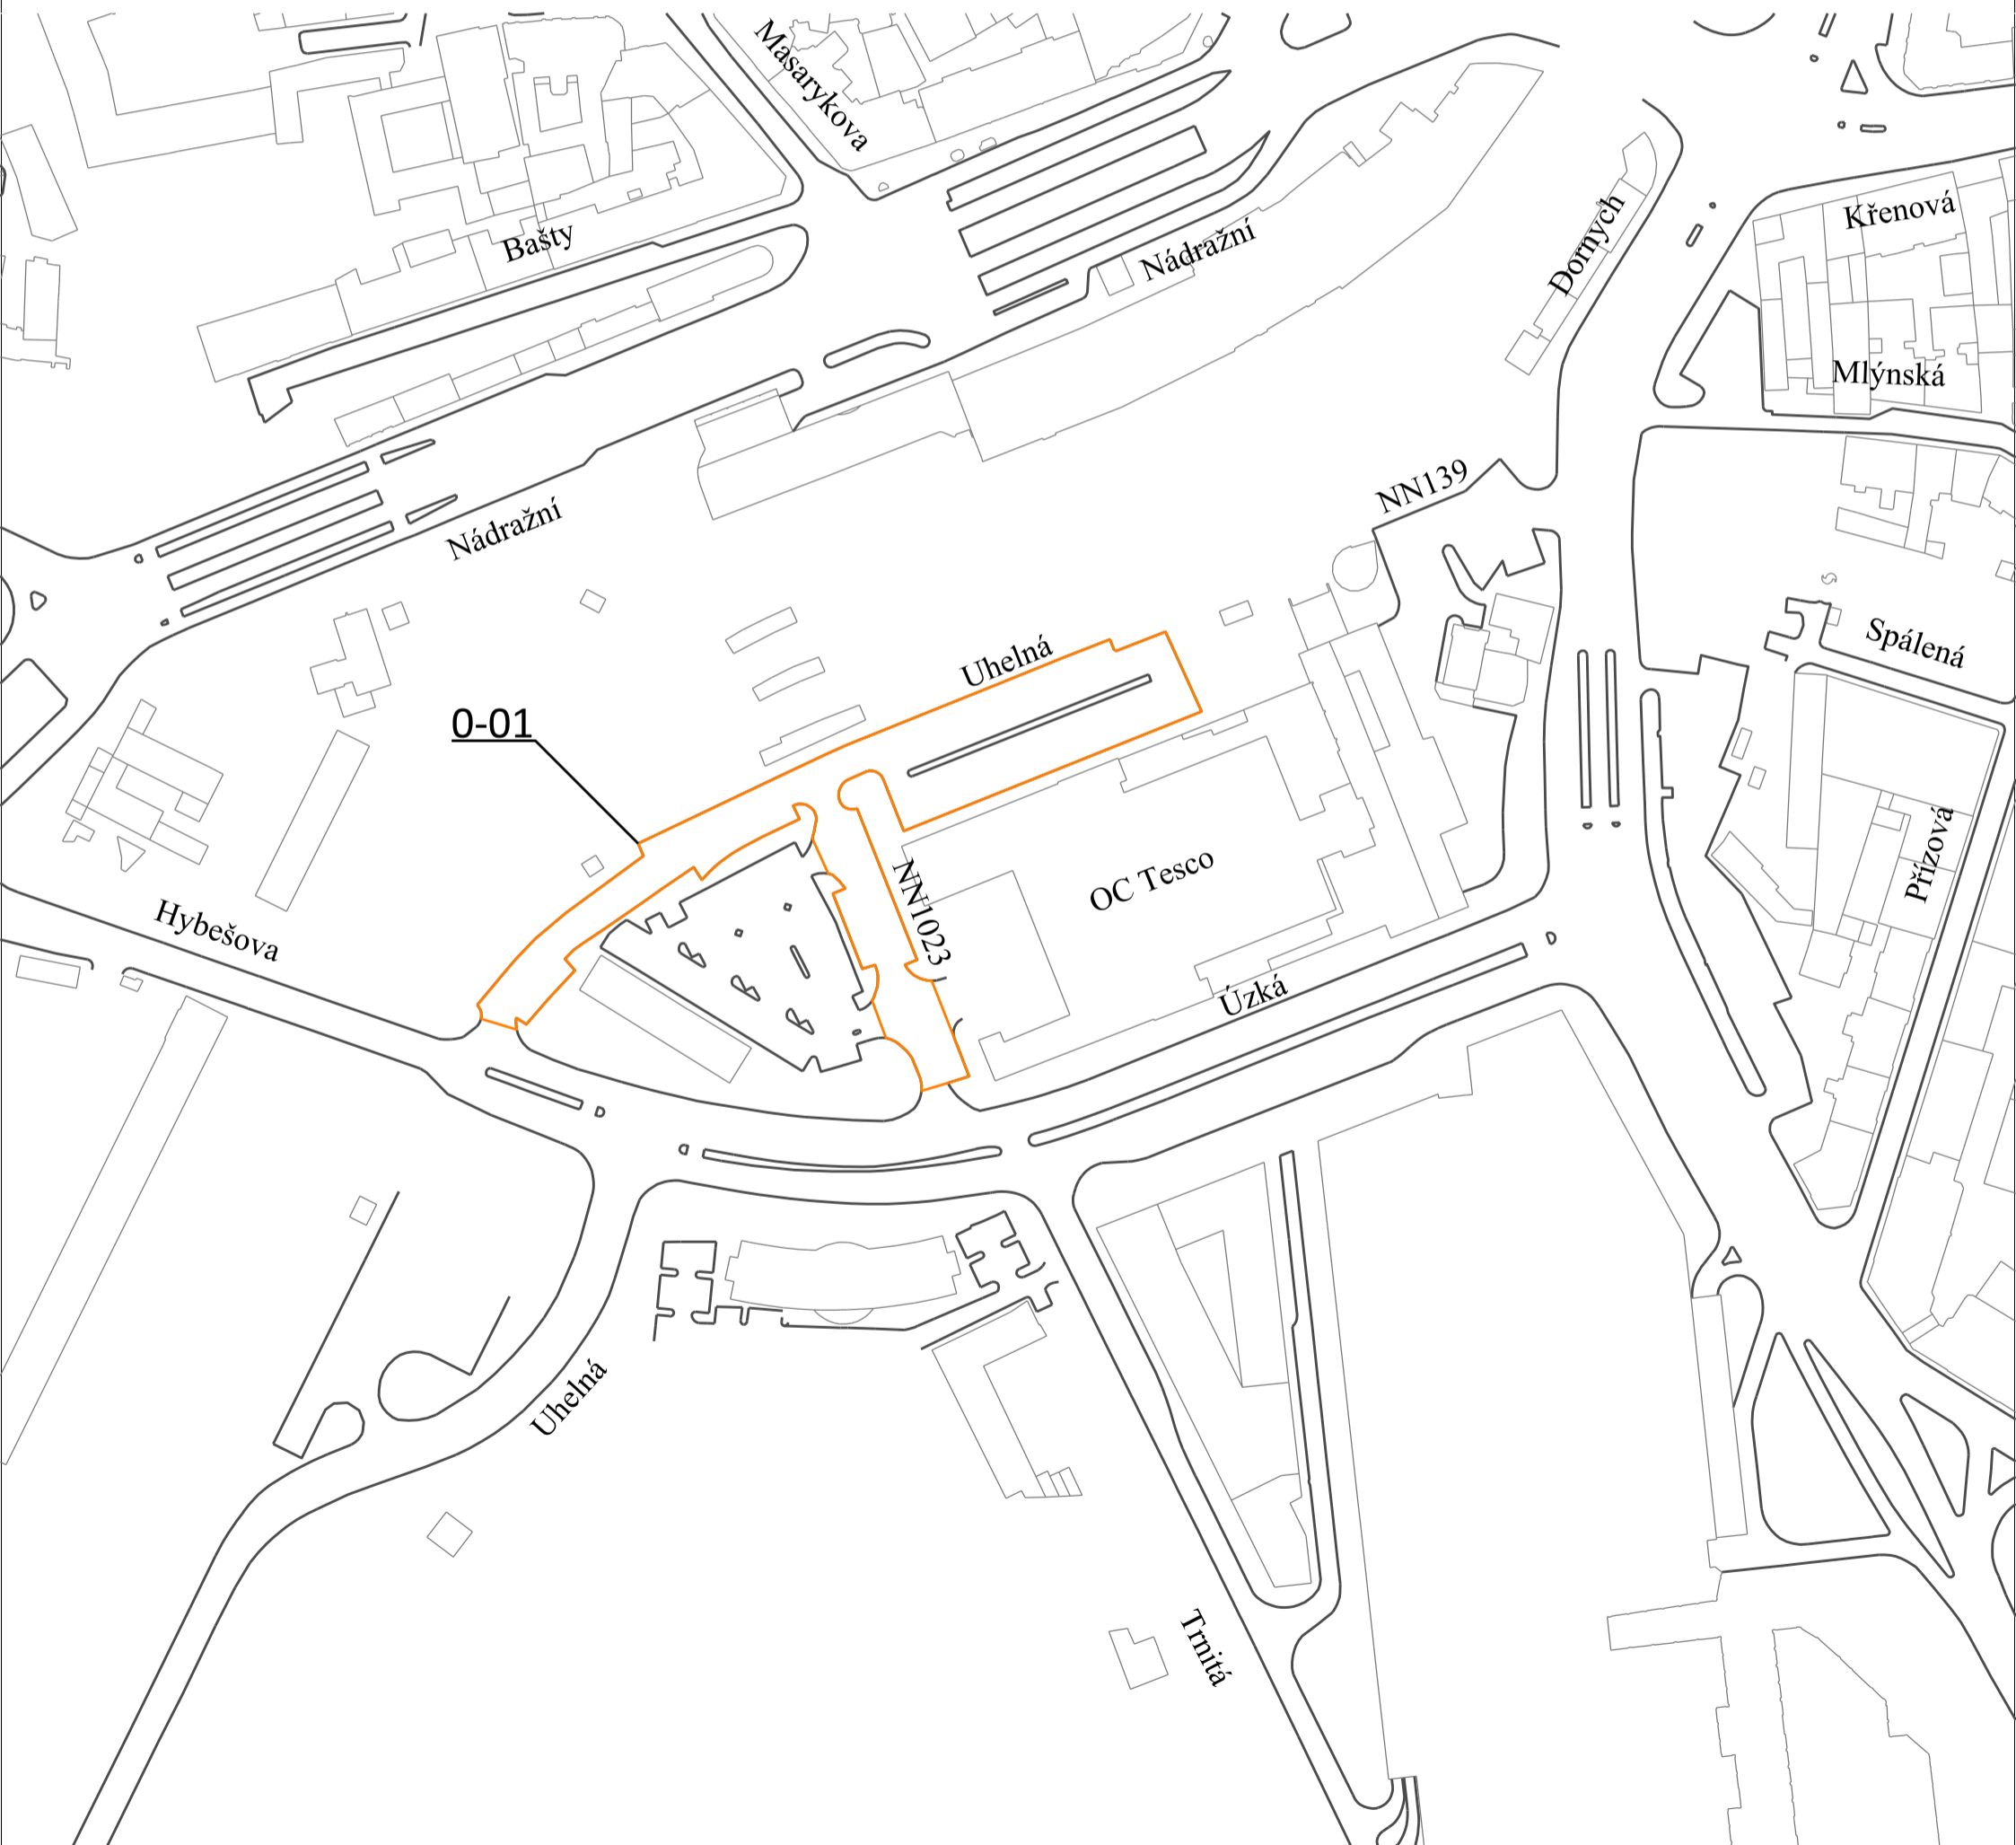 Masarykova
Bašty
Nádražní
Dornych
Křenová
Mlýnská
NN139
Nádražní
Spálená
Uhelná
0-01
Přízová
OC Tesco
NN1023
Hybešova
Úzká
Uhelná
Trnitá